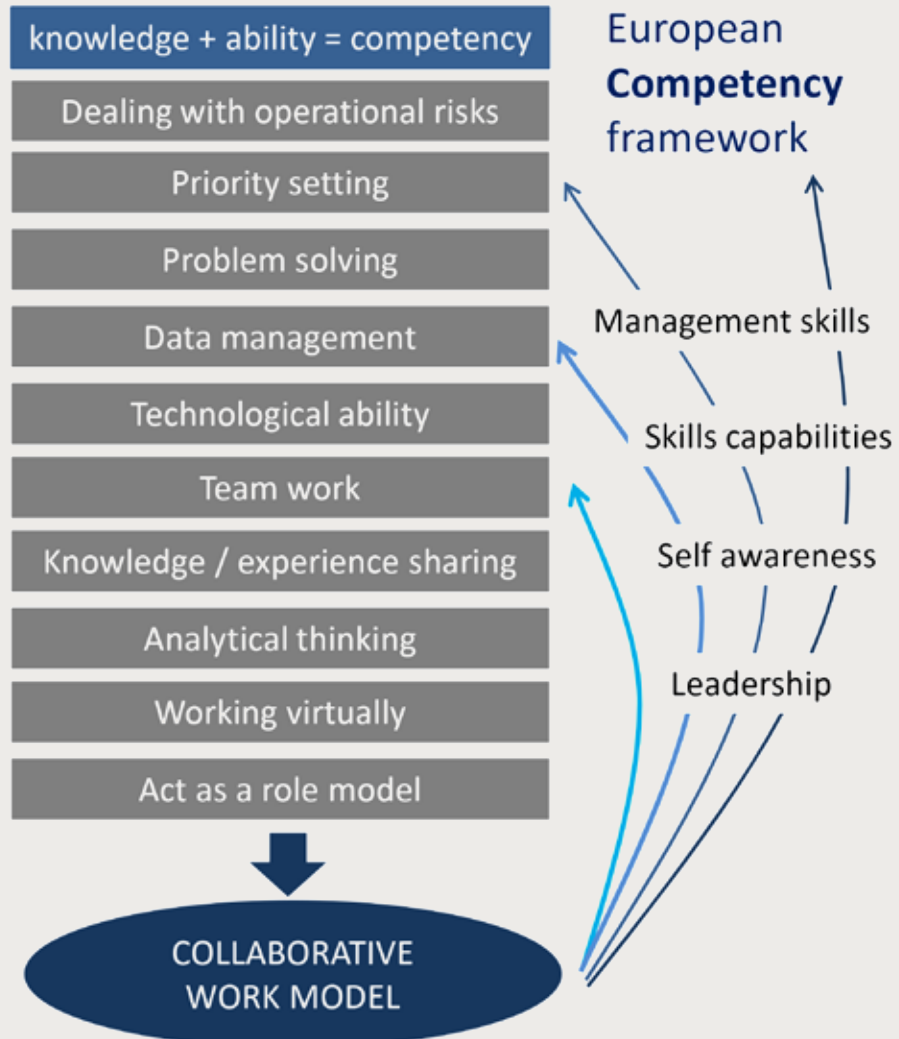 knowledge + ability = competency
Dealing with operational risks
Priority setting
Problem solving
Data management
Technological ability
Team work
Knowledge / experience sharing
Analytical thinking
Working virtually
Act as a role model
COLLABORATIVE
WORK MODEL
European
Competency
framework
Management skills
Skills capabilities
Self awareness
Leadership